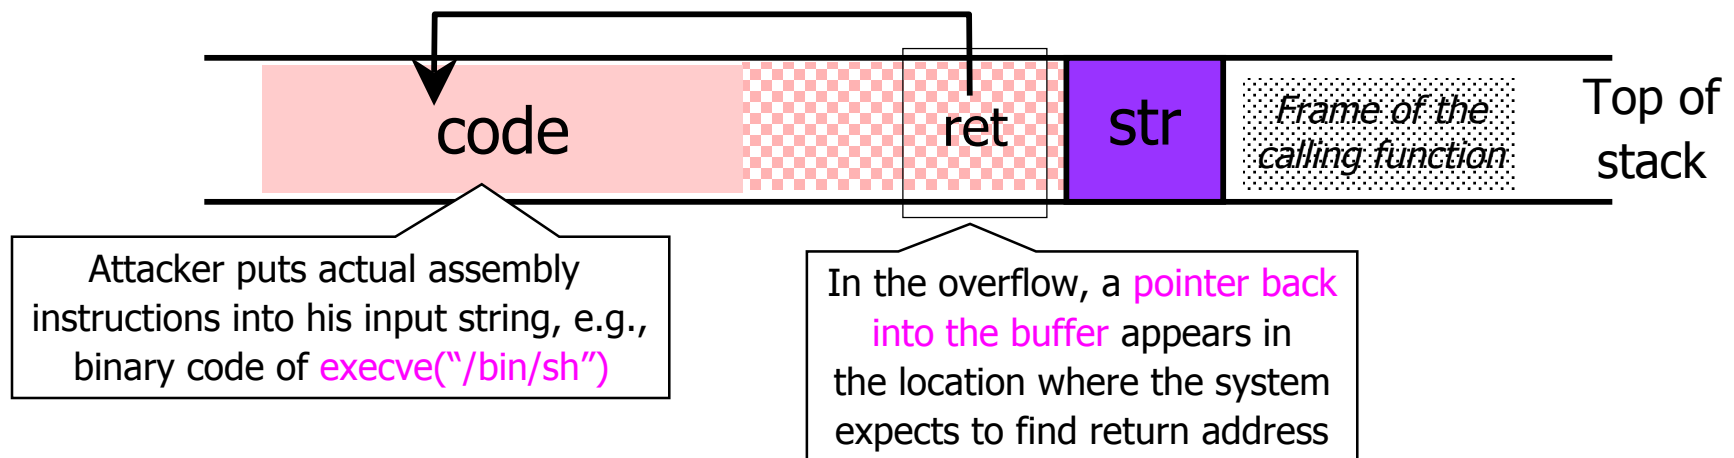 code
ret
str
Frame of the
calling function
Top of
stack
Attacker puts actual assembly
instructions into his input string, e.g.,
binary code of execve(“/bin/sh”)
In the overflow, a pointer back
into the buffer appears in
the location where the system
expects to find return address